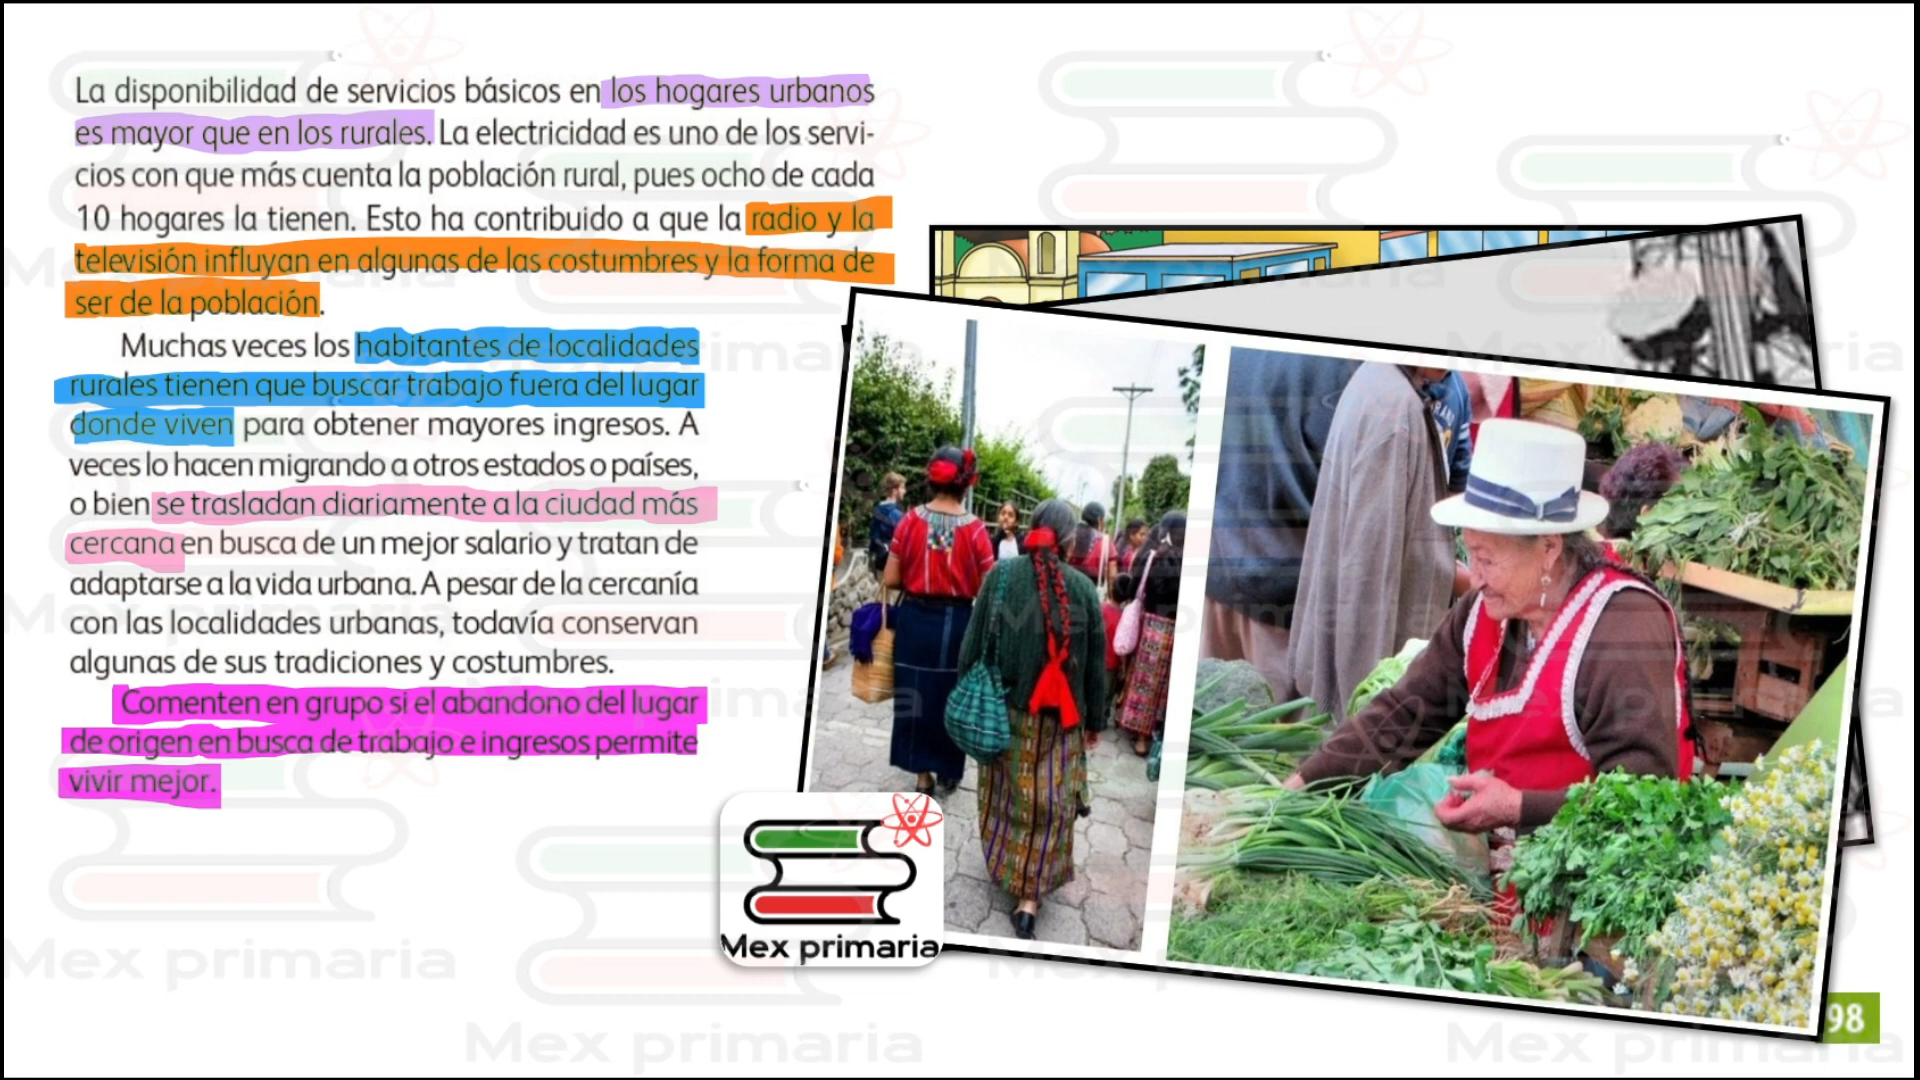 La disponibilidad de servicios básicos en los hogares urbanos
es mayor que en los rurales. La electricidad es uno de los servi-
cios con que más cuenta la población rural, pues ocho de cada
10 hogares la tienen. Esto ha contribuido a que la radio y la
televisión influyan en algunas de las costumbres y la forma de
ser de la población.
Muchas veces los habitantes de localidades
rurales tienen que buscar trabajo fuera del lugar
donde viven para obtener mayores ingresos. A
veces lo hacen migrando a otros estados o países,
o bien se trasladan diariamente a la ciudad más
cercana en busca de un mejor salario y tratan de
adaptarse a la vida urbana. A pesar de la cercanía
con las localidades urbanas, todavía conservan
algunas de sus tradiciones y costumbres.
Comenten en grupo si el abandono del lugar
de origen en busca de trabajo e ingresos permite
vivir mejor.
Mex primaria
98
Mex primaria
Mex primaria
Mex primaria